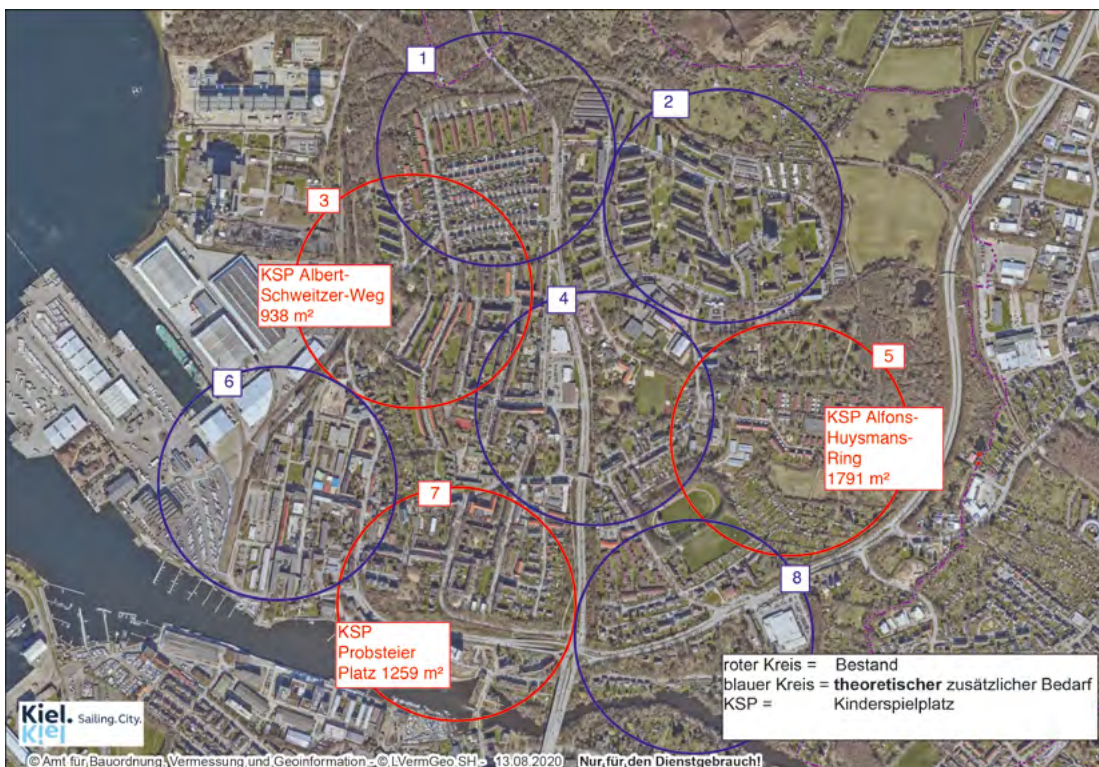 1
2
3
KSP Albert-
Schweitzer-Weg
938 m²
4
5
KSP Alfons-
Huysmans-
Ring
1791 m²
6
7
KSP
Probsteier
Platz 1259 m²
8
roter Kreis = Bestand
blauer Kreis = theoretischer zusätzlicher Bedarf
KSP = Kinderspielplatz
Kiel. Sailing.City.
Kiel
© Amt für Bauordnung, Vermessung und Geoinformation - © LVermGeo SH - 13.08.2020 Nur für den Dienstgebrauch!